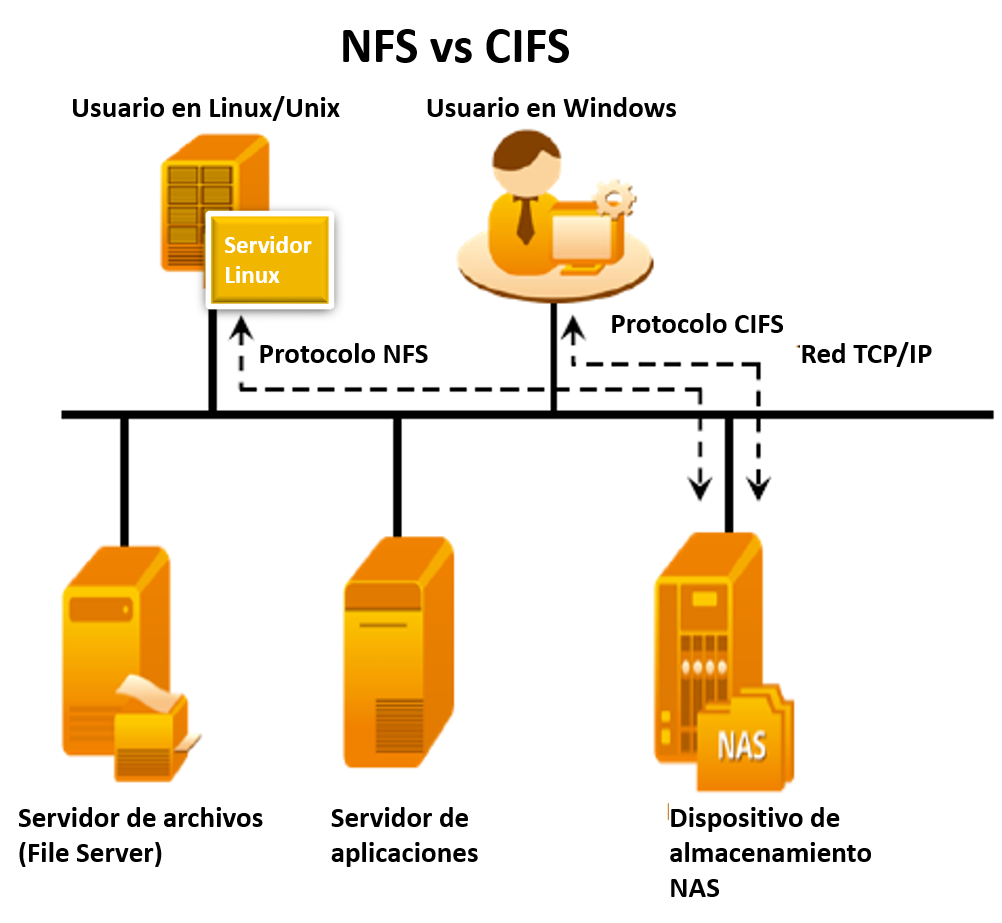 NFS vs CIFS
Usuario en Linux/Unix
Usuario en Windows
Servidor
Linux
Protocolo CIFS
Protocolo NFS
Red TCP/IP
NAS
Servidor de archivos
(File Server)
Servidor de
aplicaciones
Dispositivo de
almacenamiento
NAS